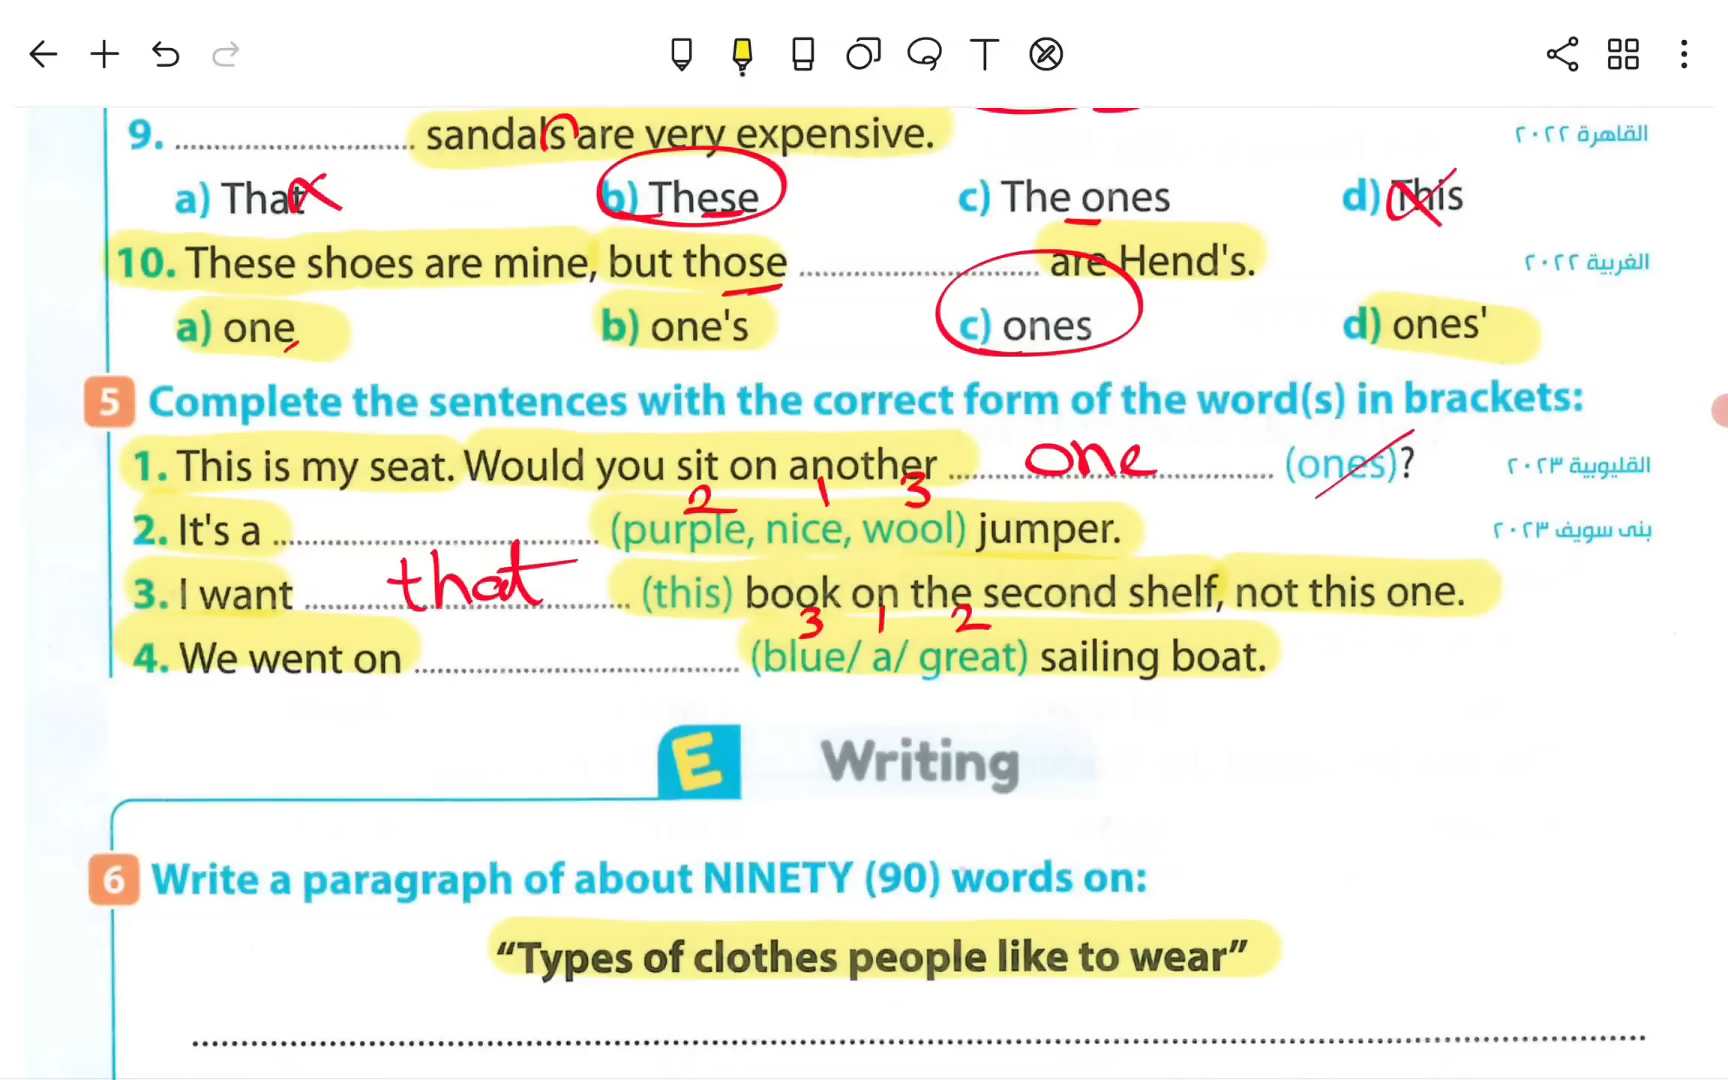 9. .................... sandals are very expensive. القاهرة ٢٠٢٢
a) That b) These c) The ones d) This
10. These shoes are mine, but those .................... are Hend's. الغربية ٢٠٢٢
a) one b) one's c) ones d) ones'
5 Complete the sentences with the correct form of the word(s) in brackets:
1. This is my seat. Would you sit on another .......... one .......... (ones)? القليوبية ٢٠٢٣
2 1 3
2. It's a .................... (purple, nice, wool) jumper. بنى سويف ٢٠٢٣
3. I want .......... that .......... (this) book on the second shelf, not this one.
3 1 2
4. We went on .................... (blue/ a/ great) sailing boat.
E Writing
6 Write a paragraph of about NINETY (90) words on:
“Types of clothes people like to wear”